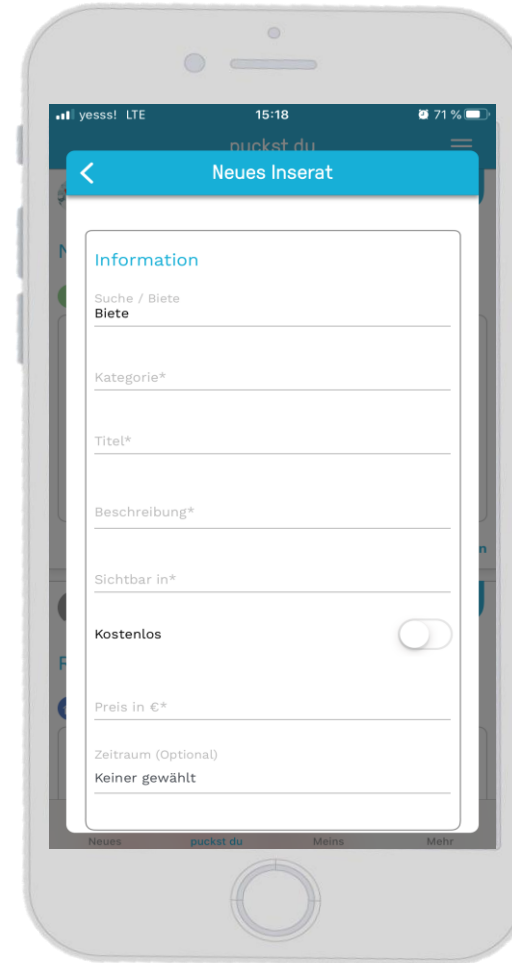 yesss! LTE 15:18 71 %
puckst du
Neues Inserat
Information
Suche / Biete
Biete
Kategorie*
Titel*
Beschreibung*
Sichtbar in*
Kostenlos
Preis in €*
Zeitraum (Optional)
Keiner gewählt
Neues puckst du Meins Mehr